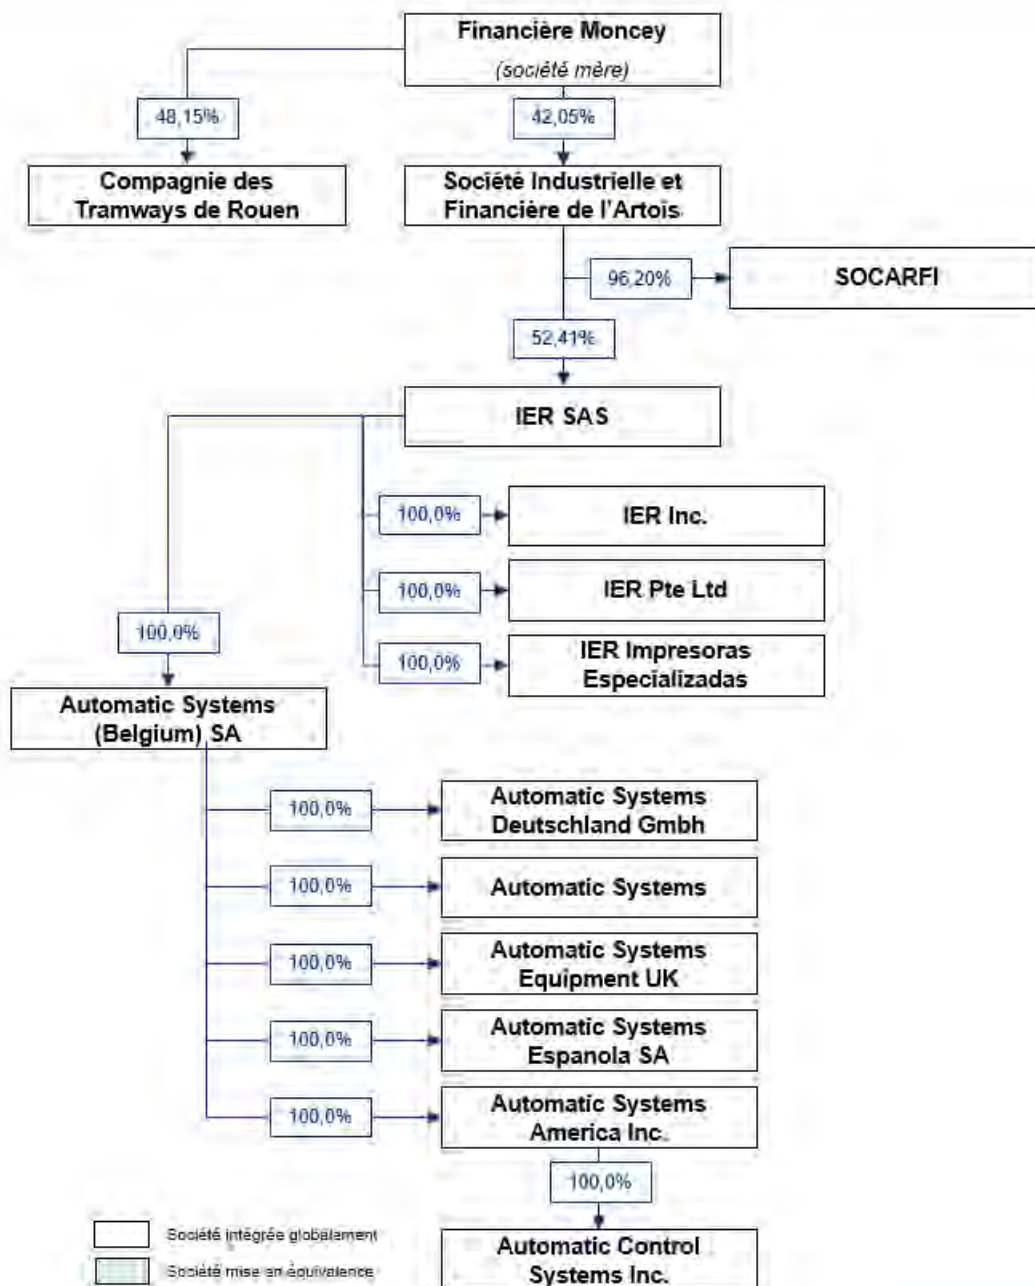 Financière Moncey
(société mère)
48,15%
42,05%
Compagnie des
Tramways de Rouen
Société Industrielle et
Financière de l'Artois
96,20%
SOCARFI
52,41%
IER SAS
100,0%
IER Inc.
100,0%
IER Pte Ltd
100,0%
100,0%
IER Impresoras
Especializadas
Automatic Systems
(Belgium) SA
100,0%
Automatic Systems
Deutschland Gmbh
100,0%
Automatic Systems
100,0%
Automatic Systems
Equipment UK
100,0%
Automatic Systems
Espanola SA
100,0%
Automatic Systems
America Inc.
100,0%
Société intégrée globalement
Société mise en équivalence
Automatic Control
Systems Inc.